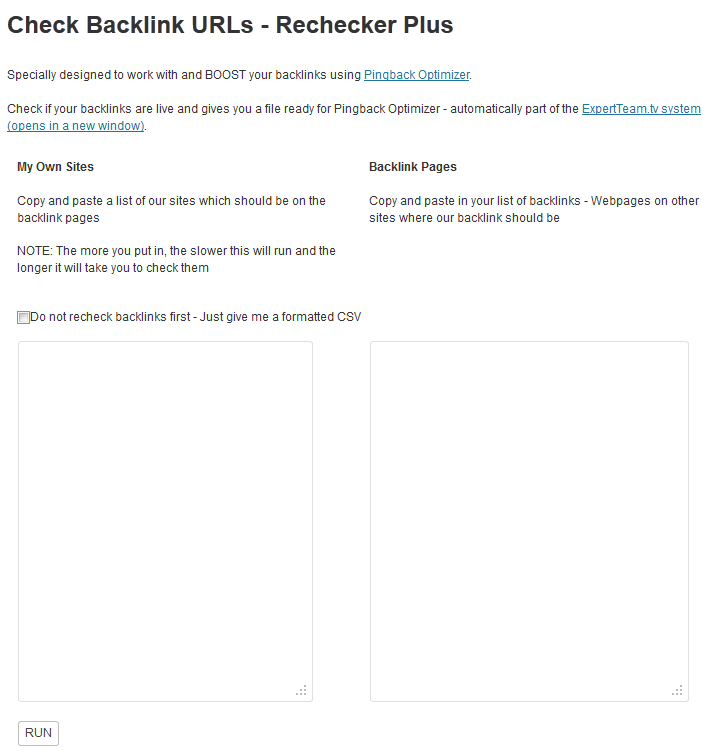 Check Backlink URLs - Rechecker Plus
Specially designed to work with and BOOST your backlinks using Pingback Optimizer.
Check if your backlinks are live and gives you a file ready for Pingback Optimizer - automatically part of the ExpertTeam.tv system
(opens in a new window).
My Own Sites
Copy and paste a list of our sites which should be on the
backlink pages
NOTE: The more you put in, the slower this will run and the
longer it will take you to check them
Backlink Pages
Copy and paste in your list of backlinks - Webpages on other
sites where our backlink should be
Do not recheck backlinks first - Just give me a formatted CSV
RUN